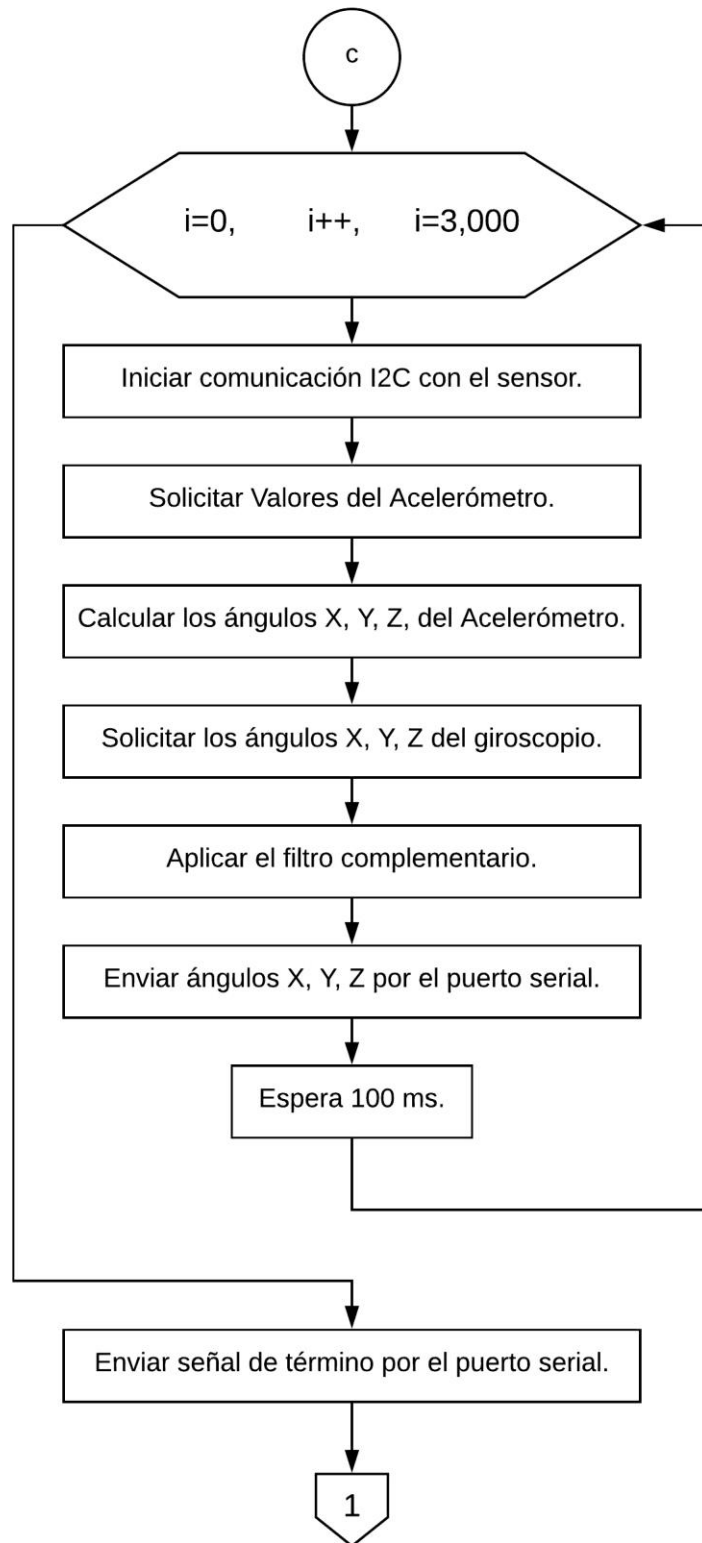 c
i=0, i++, i=3,000
Iniciar comunicación I2C con el sensor.
Solicitar Valores del Acelerómetro.
Calcular los ángulos X, Y, Z, del Acelerómetro.
Solicitar los ángulos X, Y, Z del giroscopio.
Aplicar el filtro complementario.
Enviar ángulos X, Y, Z por el puerto serial.
Espera 100 ms.
Enviar señal de término por el puerto serial.
1